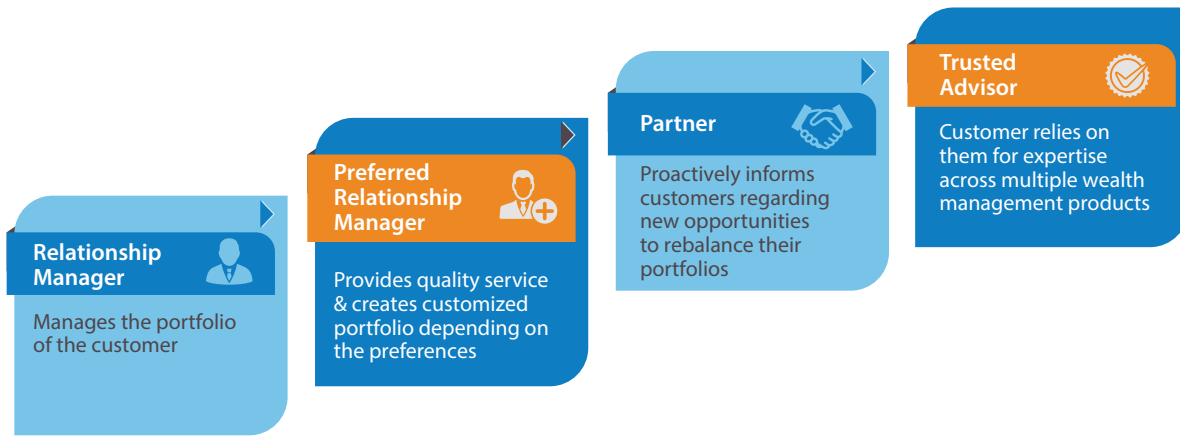 Relationship
Manager
Manages the portfolio
of the customer
Preferred
Relationship
Manager
Provides quality service
& creates customized
portfolio depending on
the preferences
Partner
Proactively informs
customers regarding
new opportunities
to rebalance their
portfolios
Trusted
Advisor
Customer relies on
them for expertise
across multiple wealth
management products